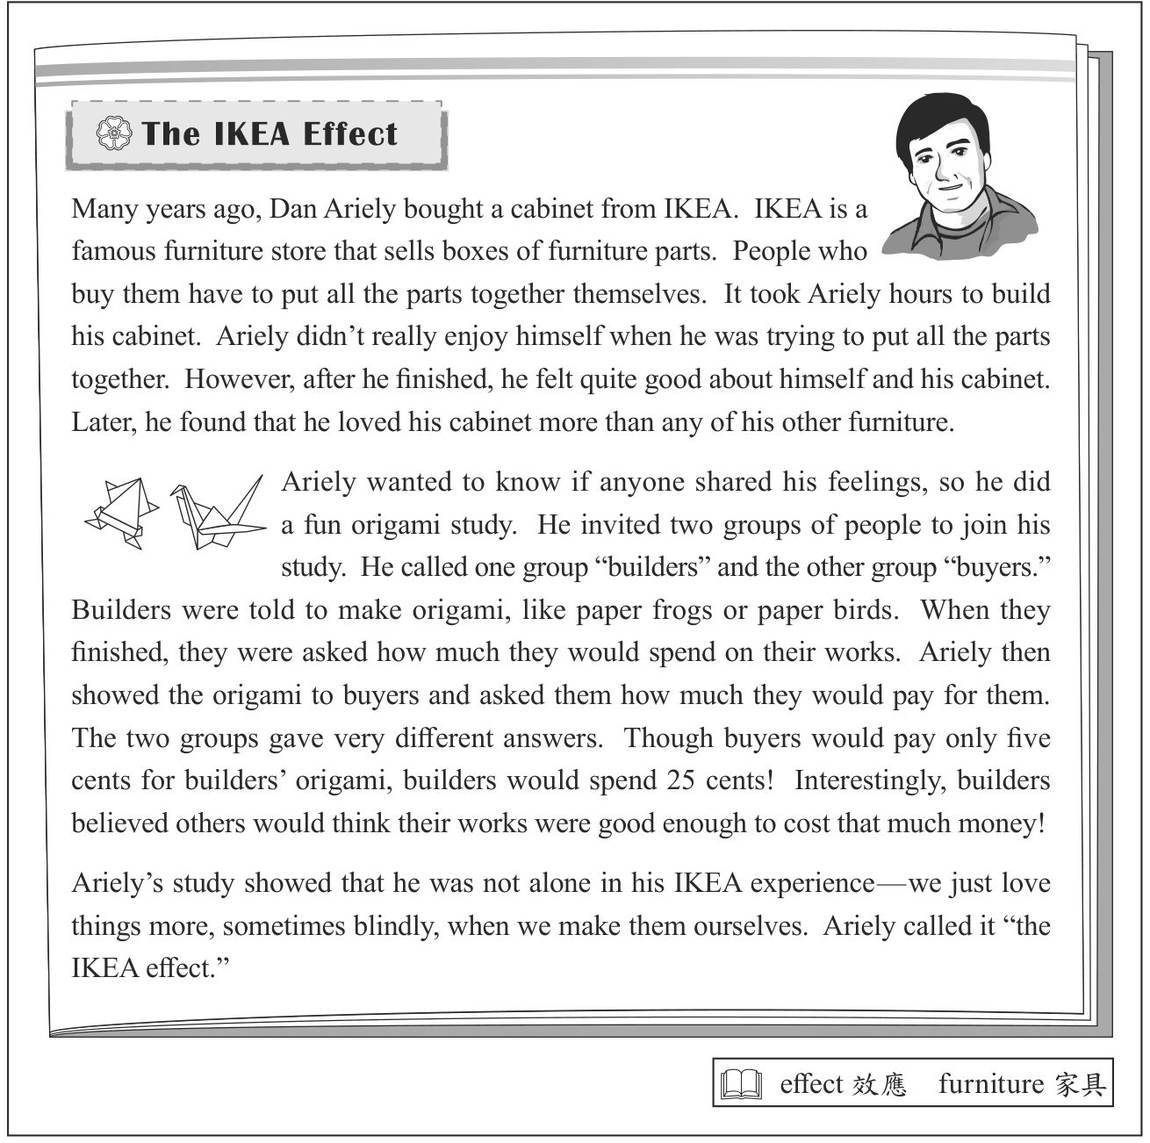 The IKEA Effect
Many years ago, Dan Ariely bought a cabinet from IKEA. IKEA is a
famous furniture store that sells boxes of furniture parts. People who
buy them have to put all the parts together themselves. It took Ariely hours to build
his cabinet. Ariely didn’t really enjoy himself when he was trying to put all the parts
together. However, after he finished, he felt quite good about himself and his cabinet.
Later, he found that he loved his cabinet more than any of his other furniture.
Ariely wanted to know if anyone shared his feelings, so he did
a fun origami study. He invited two groups of people to join his
study. He called one group “builders” and the other group “buyers.”
Builders were told to make origami, like paper frogs or paper birds. When they
finished, they were asked how much they would spend on their works. Ariely then
showed the origami to buyers and asked them how much they would pay for them.
The two groups gave very different answers. Though buyers would pay only five
cents for builders’ origami, builders would spend 25 cents! Interestingly, builders
believed others would think their works were good enough to cost that much money!
Ariely’s study showed that he was not alone in his IKEA experience—we just love
things more, sometimes blindly, when we make them ourselves. Ariely called it “the
IKEA effect.”
effect 效應 furniture 家具